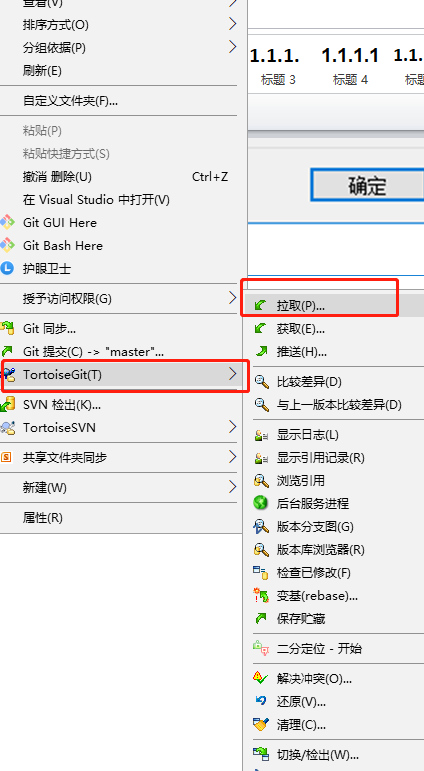 查看(V)
排序方式(O)
分组依据(P)
刷新(E)
自定义文件夹(F)...
粘贴(P)
粘贴快捷方式(S)
撤消 删除(U) Ctrl+Z
在 Visual Studio 中打开(V)
Git GUI Here
Git Bash Here
护眼卫士
授予访问权限(G)
Git 同步...
Git 提交(C) -> "master"...
TortoiseGit(T)
SVN 检出(K)...
TortoiseSVN
共享文件夹同步
新建(W)
属性(R)
1.1.1. 1.1.1.1 1.1.
标题 3 标题 4 标题
确定
拉取(P)...
获取(E)...
推送(H)...
比较差异(D)
与上一版本比较差异(D)
显示日志(L)
显示引用记录(R)
浏览引用
后台服务进程
版本分支图(G)
版本库浏览器(R)
检查已修改(F)
变基(rebase)...
保存贮藏
二分定位 - 开始
解决冲突(O)...
还原(V)...
清理(C)...
切换/检出(W)...